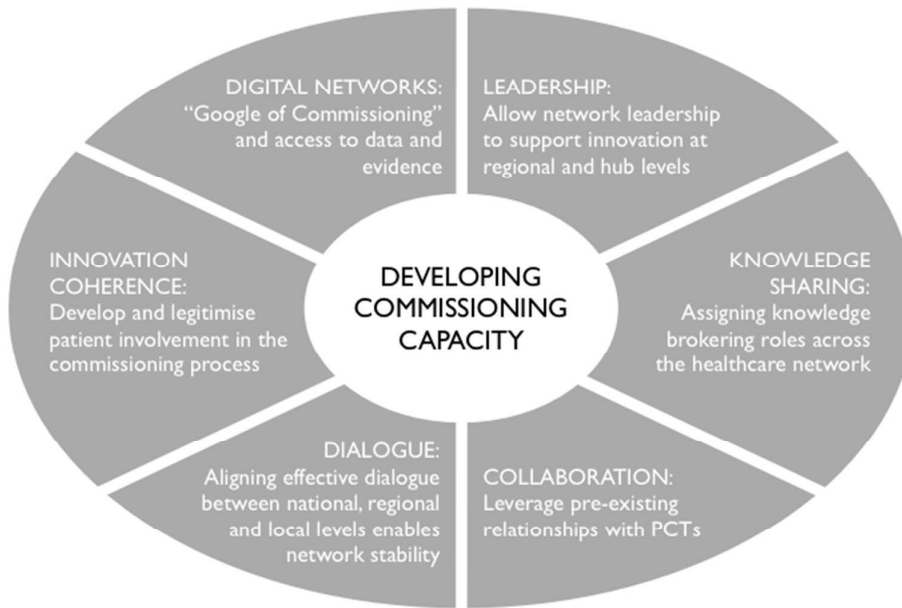 DIGITAL NETWORKS:
“Google of Commissioning”
and access to data and
evidence
LEADERSHIP:
Allow network leadership
to support innovation at
regional and hub levels
INNOVATION
COHERENCE:
Develop and legitimise
patient involvement in the
commissioning process
DEVELOPING
COMMISSIONING
CAPACITY
KNOWLEDGE
SHARING:
Assigning knowledge
brokering roles across
the healthcare network
DIALOGUE:
Aligning effective dialogue
between national, regional
and local levels enables
network stability
COLLABORATION:
Leverage pre-existing
relationships with PCTs